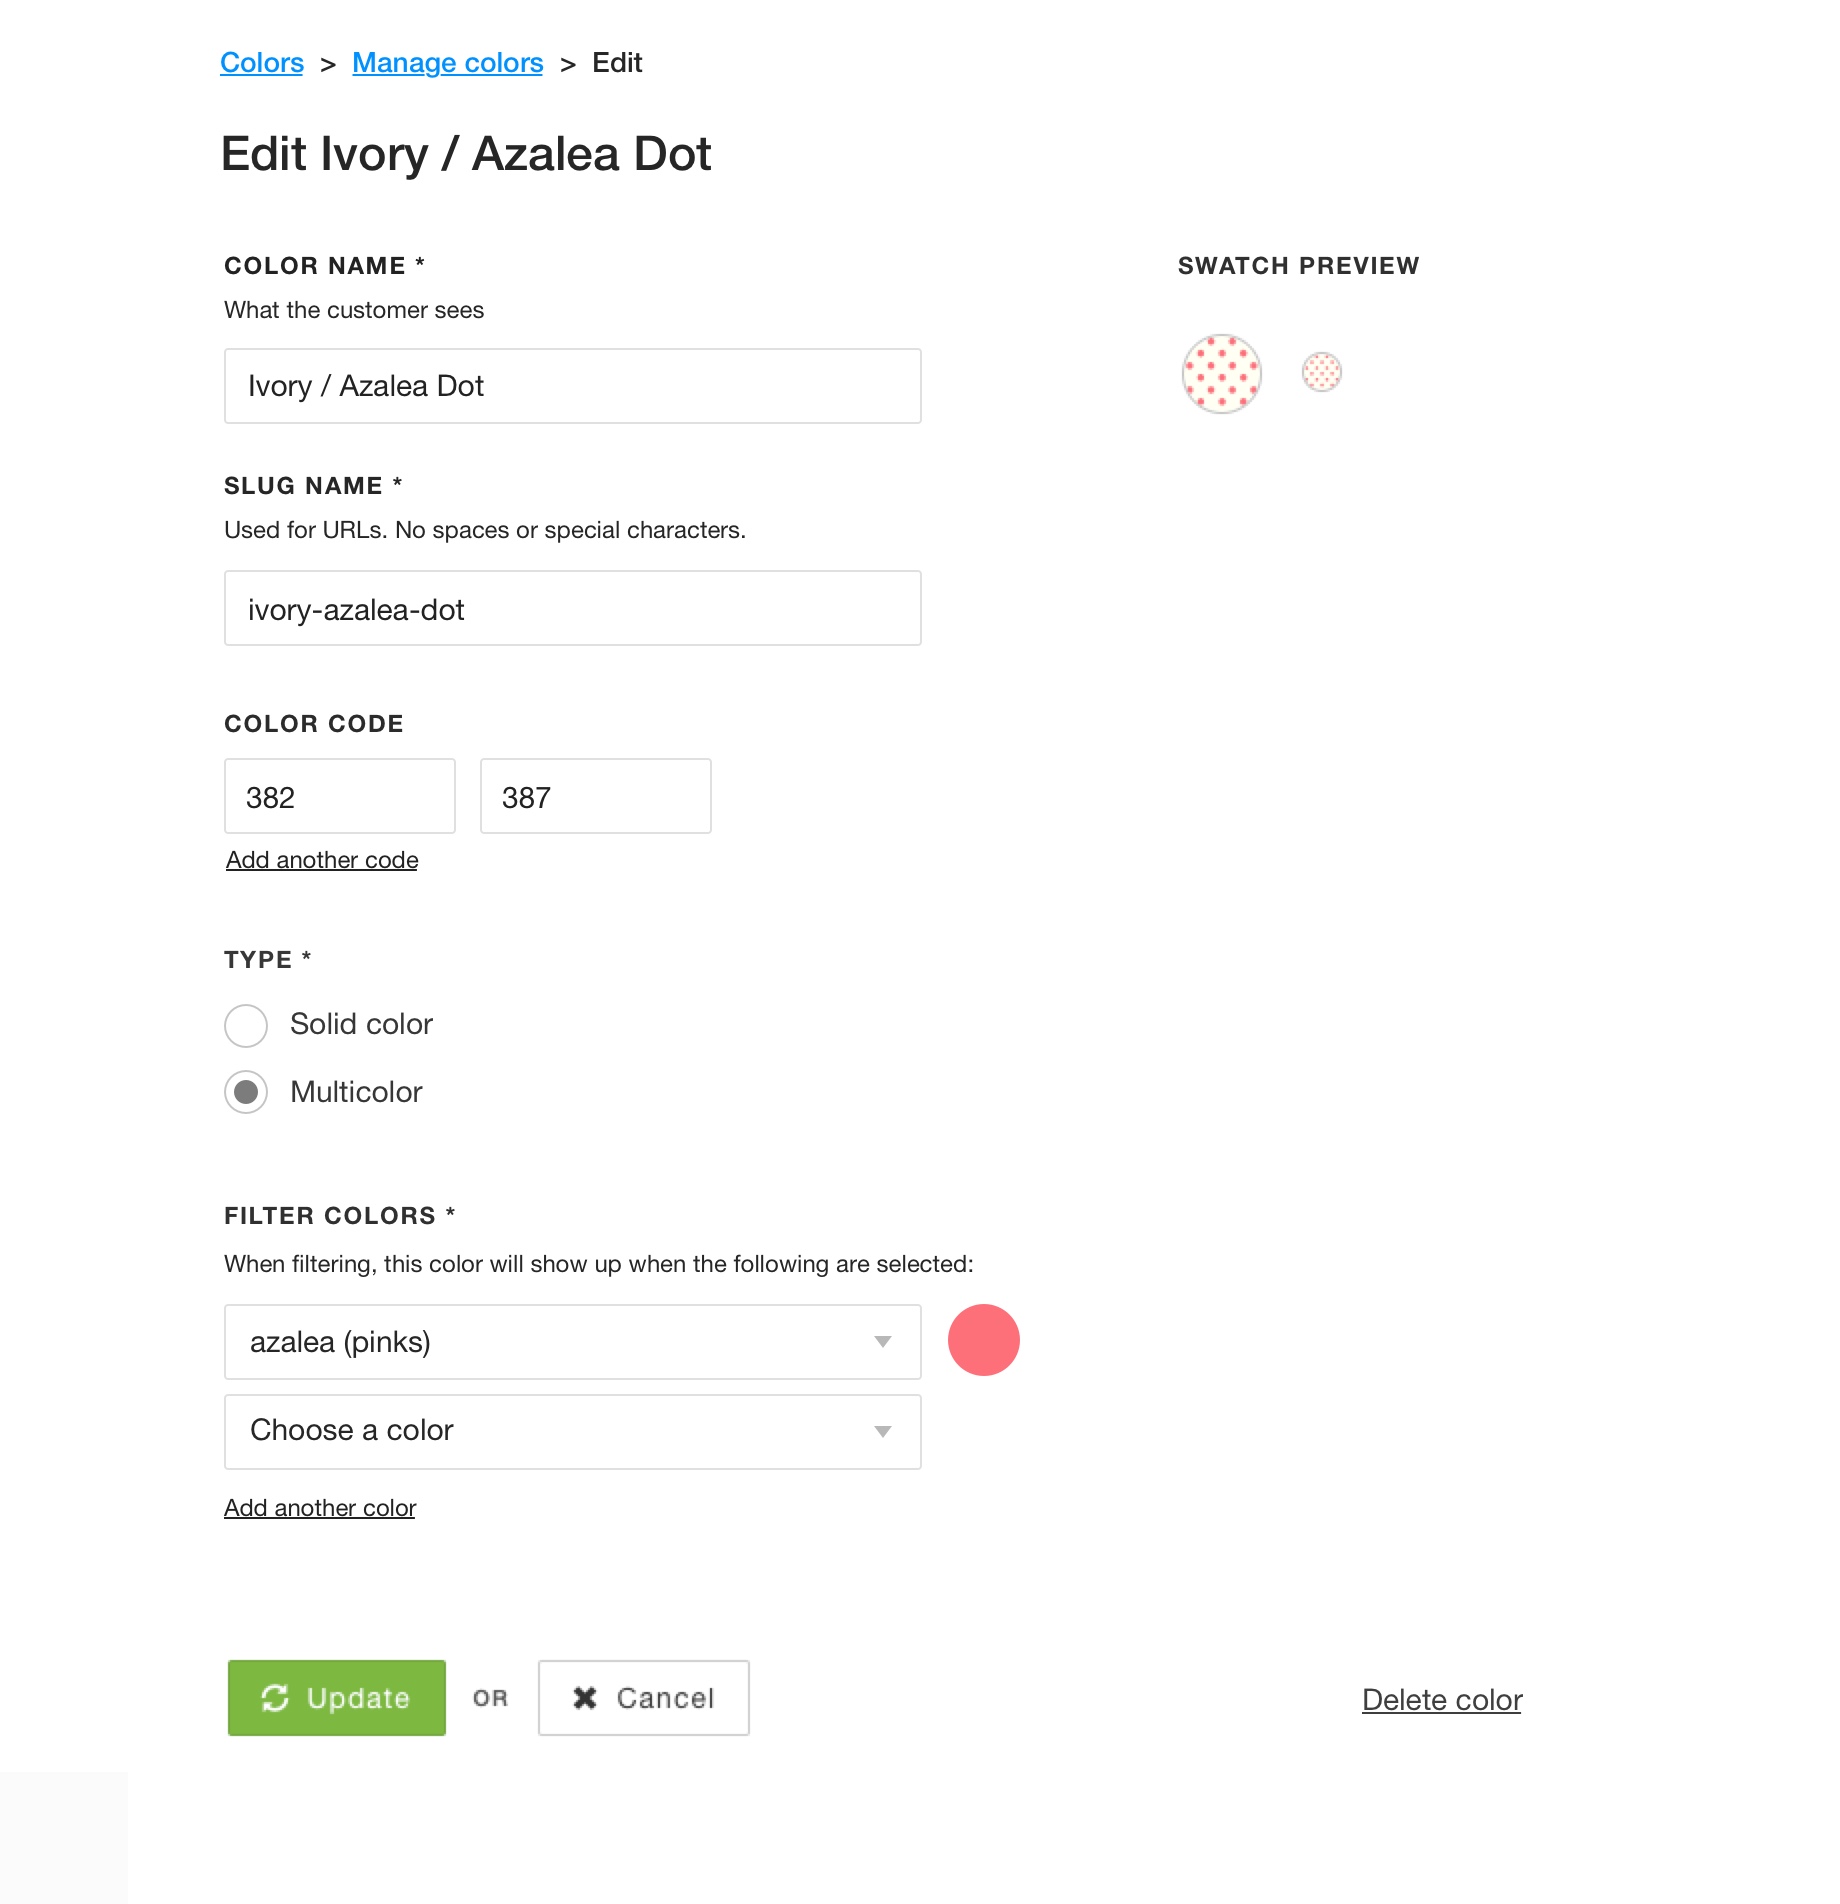 Colors > Manage colors > Edit
Edit Ivory / Azalea Dot
COLOR NAME *
What the customer sees
Ivory / Azalea Dot
SWATCH PREVIEW
SLUG NAME *
Used for URLs. No spaces or special characters.
ivory-azalea-dot
COLOR CODE
382 387
Add another code
TYPE *
Solid color
Multicolor
FILTER COLORS *
When filtering, this color will show up when the following are selected:
azalea (pinks)
Choose a color
Add another color
Update OR Cancel Delete color